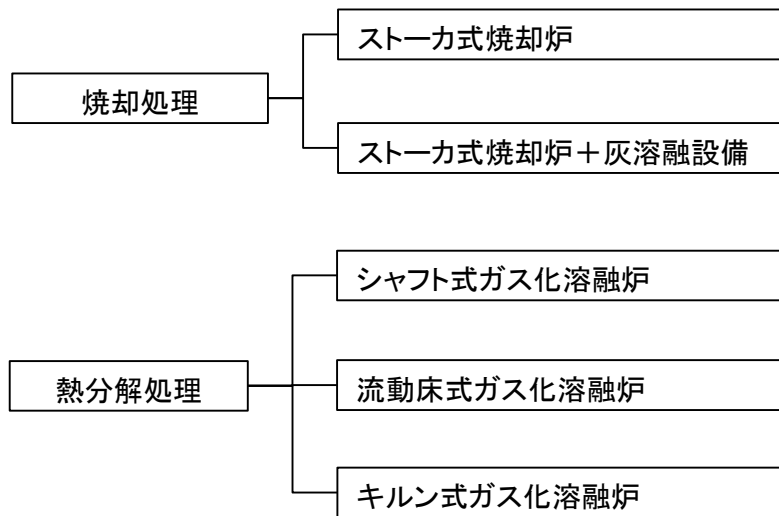 ストーカ式焼却炉
焼却処理
ストーカ式焼却炉＋灰溶融設備
シャフト式ガス化溶融炉
熱分解処理
流動床式ガス化溶融炉
キルン式ガス化溶融炉